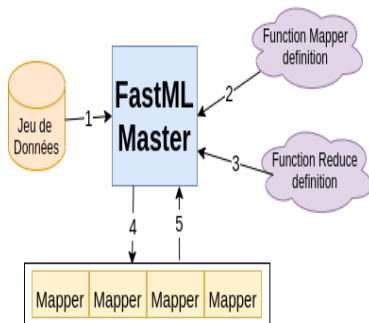 Function Mapper
definition
2
FastML
Master
1
Jeu de
Données
3
Function Reduce
definition
4
5
Mapper Mapper Mapper Mapper